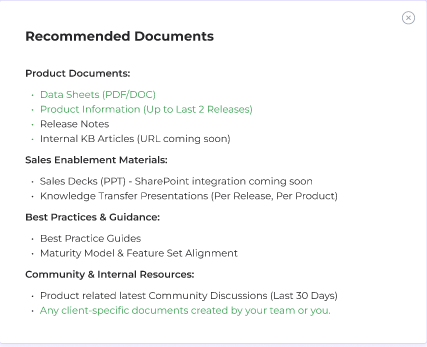 Recommended Documents
Product Documents:
• Data Sheets (PDF/DOC)
• Product Information (Up to Last 2 Releases)
• Release Notes
• Internal KB Articles (URL coming soon)
Sales Enablement Materials:
• Sales Decks (PPT) - SharePoint integration coming soon
• Knowledge Transfer Presentations (Per Release, Per Product)
Best Practices & Guidance:
• Best Practice Guides
• Maturity Model & Feature Set Alignment
Community & Internal Resources:
• Product related latest Community Discussions (Last 30 Days)
• Any client-specific documents created by your team or you.